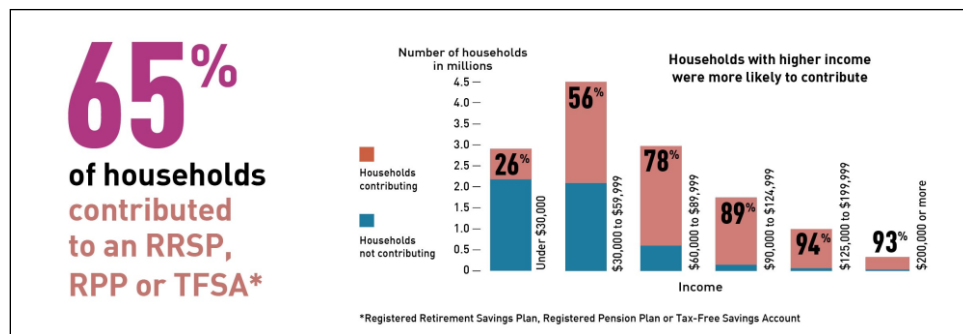 65%
of households
contributed
to an RRSP,
RPP or TFSA*
Number of households
in millions
Households with higher income
were more likely to contribute
4.5
4.0
3.5
3.0
2.5
2.0
1.5
1.0
0.5
0
Households
contributing
Households
not contributing
26%
56%
78%
89%
94%
93%
Under $30,000
$30,000 to $59,999
$60,000 to $89,999
$90,000 to $124,999
$125,000 to $199,999
$200,000 or more
Income
*Registered Retirement Savings Plan, Registered Pension Plan or Tax-Free Savings Account